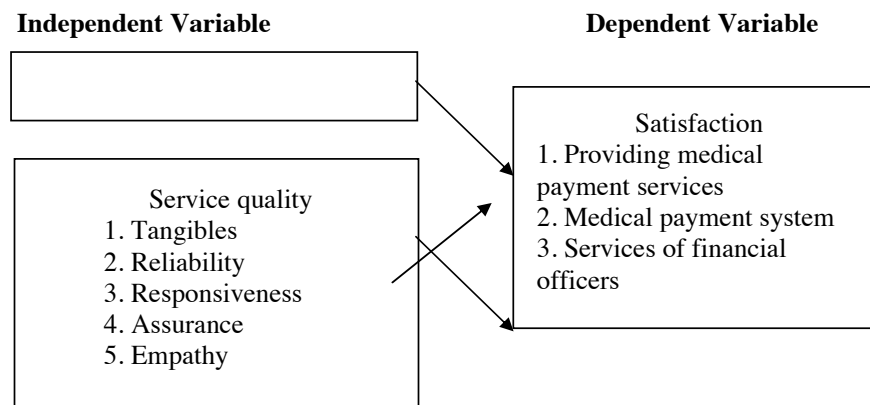 Independent Variable
Dependent Variable
Service quality
1. Tangibles
2. Reliability
3. Responsiveness
4. Assurance
5. Empathy
Satisfaction
1. Providing medical
payment services
2. Medical payment system
3. Services of financial
officers